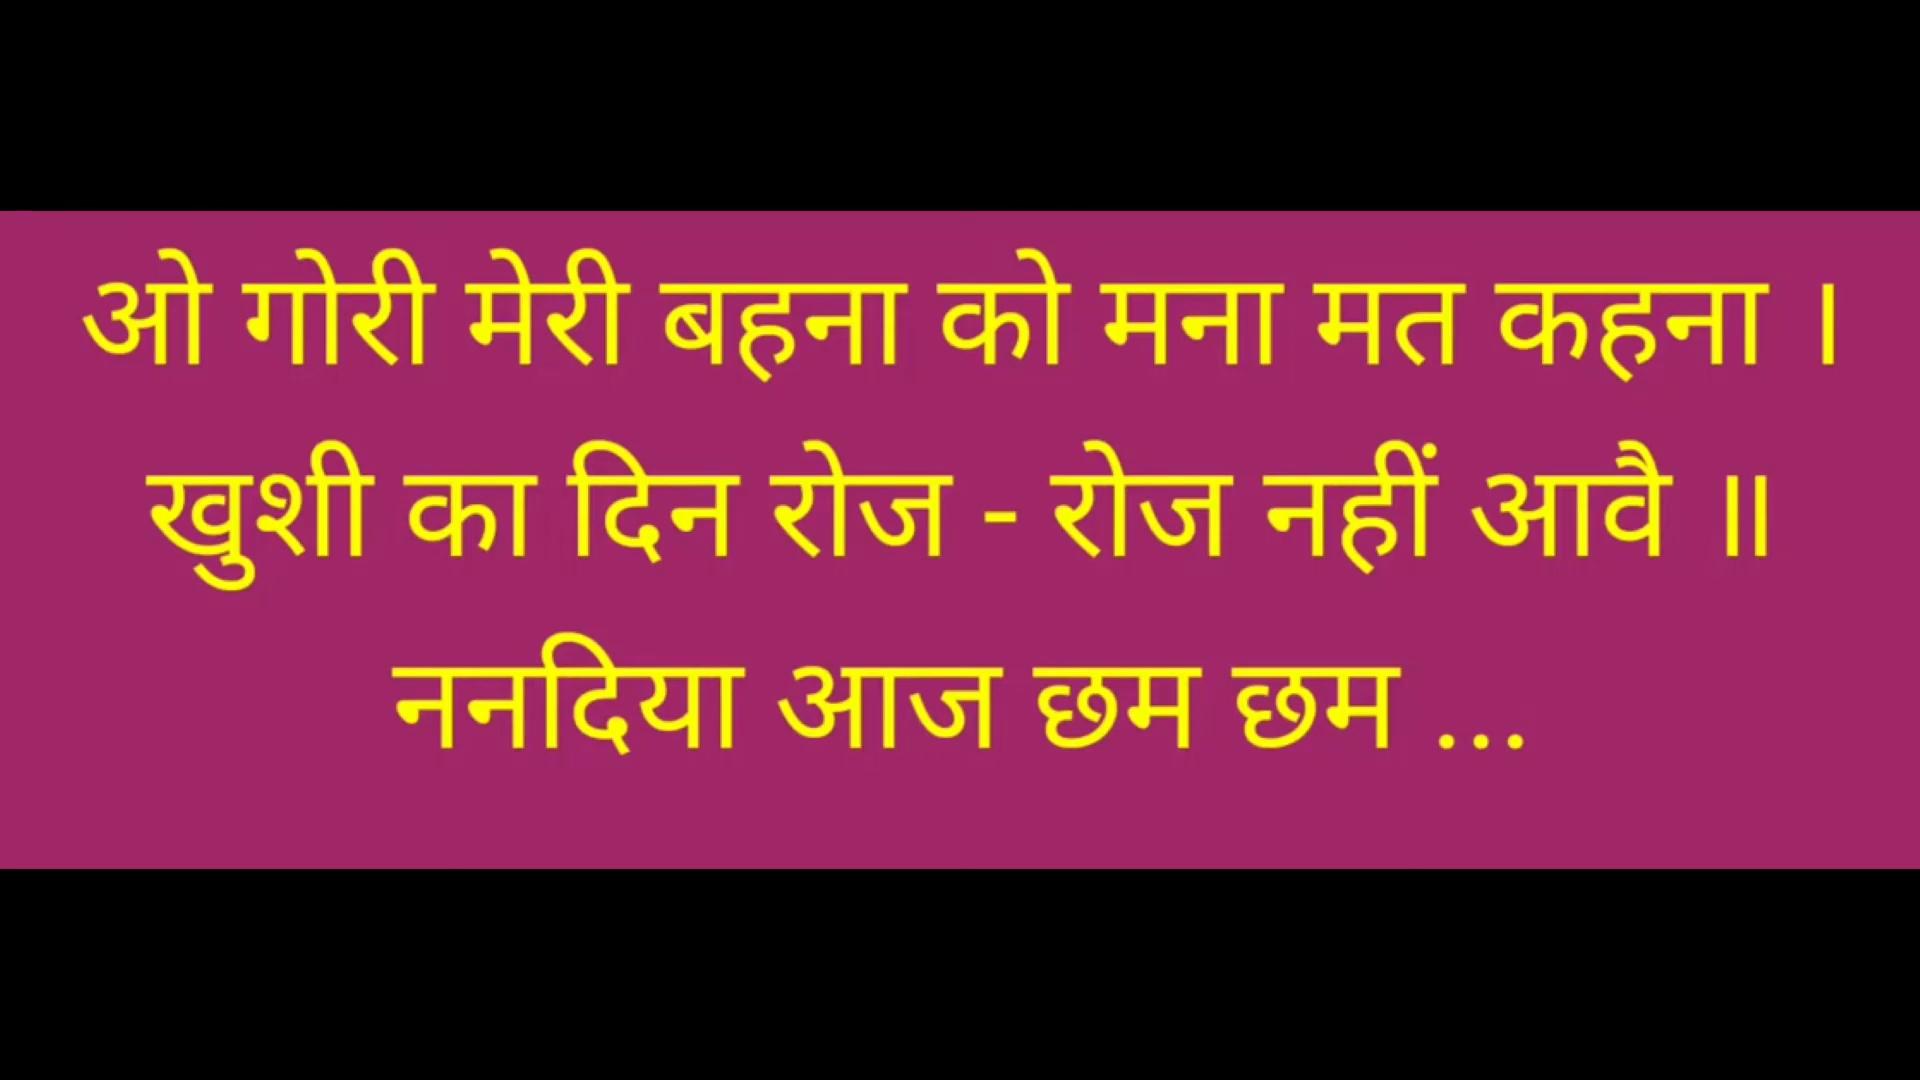 ओ गोरी मेरी बहना को मना मत कहना ।
खुशी का दिन रोज - रोज नहीं आवै ॥
ननदिया आज छम छम ...